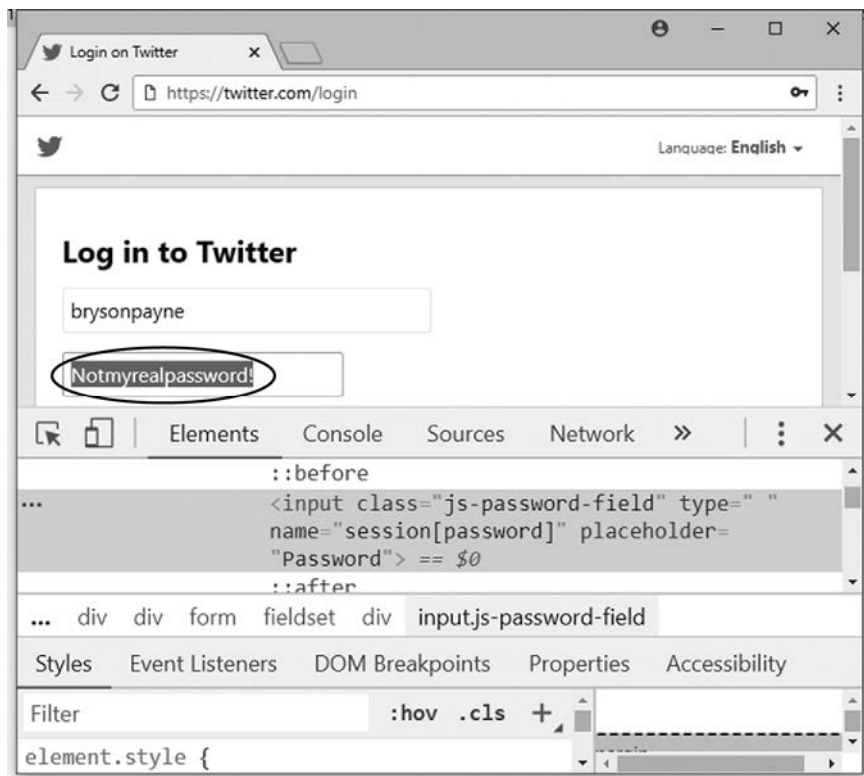 1
Login on Twitter
https://twitter.com/login
Language: English
Log in to Twitter
brysonpayne
Notmyrealpassword!
Elements Console Sources Network »
::before
... <input class="js-password-field" type=" "
name="session[password]" placeholder=
"Password"> == $0
::after
... div div form fieldset div input.js-password-field
Styles Event Listeners DOM Breakpoints Properties Accessibility
Filter :hov .cls +
element.style {